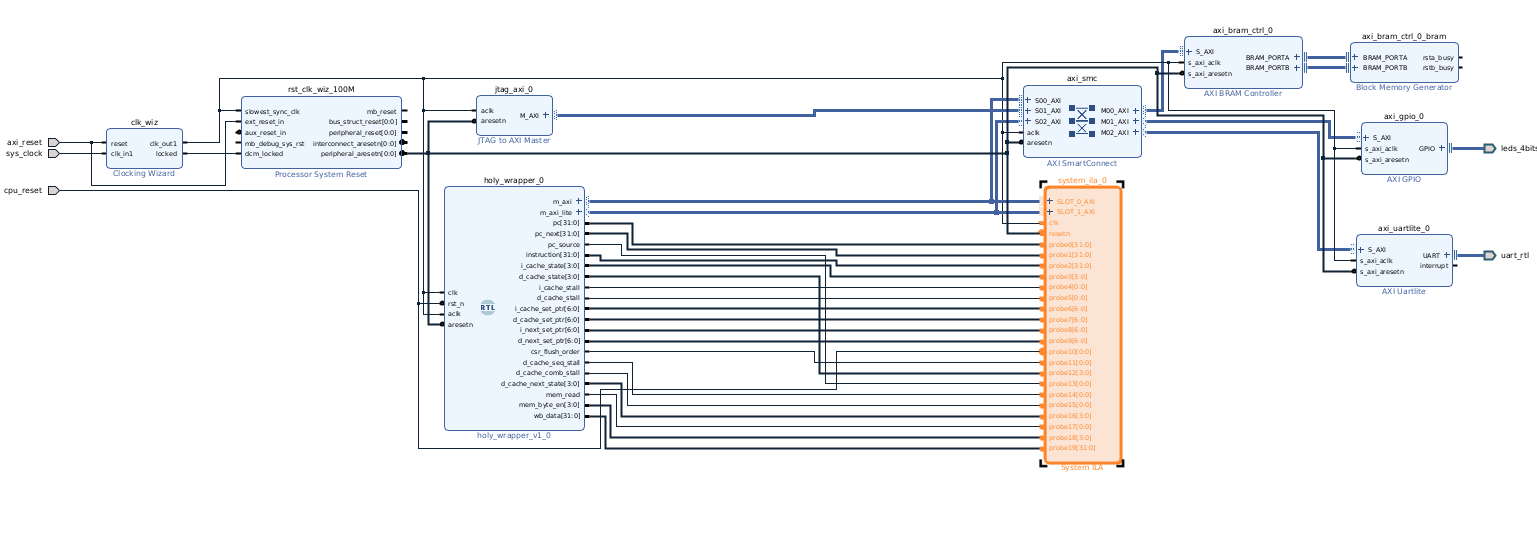 axi_reset
sys_clock
cpu_reset
clk_wiz
reset
clk_in1
clk_out1
locked
Clocking Wizard
rst_clk_wiz_100M
slowest_sync_clk
ext_reset_in
aux_reset_in
mb_debug_sys_rst
dcm_locked
mb_reset
bus_struct_reset[0:0]
peripheral_reset[0:0]
interconnect_aresetn[0:0]
peripheral_aresetn[0:0]
Processor System Reset
jtag_axi_0
aclk
aresetn
M_AXI
JTAG to AXI Master
holy_wrapper_0
clk
rst_n
aclk
aresetn
RTL
m_axi
m_axi_lite
pc[31:0]
pc_next[31:0]
pc_source
instruction[31:0]
i_cache_state[3:0]
d_cache_state[3:0]
i_cache_stall
d_cache_stall
i_cache_set_ptr[6:0]
d_cache_set_ptr[6:0]
i_next_set_ptr[6:0]
d_next_set_ptr[6:0]
csr_flush_order
d_cache_seq_stall
d_cache_comb_stall
d_cache_next_state[3:0]
mem_read
mem_byte_en[3:0]
wb_data[31:0]
holy_wrapper_v1_0
axi_smc
S00_AXI
S01_AXI
S02_AXI
aclk
aresetn
M00_AXI
M01_AXI
M02_AXI
AXI SmartConnect
system_ila_0
SLOT_0_AXI
SLOT_1_AXI
clk
resetn
probe0[31:0]
probe1[31:0]
probe2[31:0]
probe3[3:0]
probe4[0:0]
probe5[0:0]
probe6[6:0]
probe7[6:0]
probe8[6:0]
probe9[6:0]
probe10[0:0]
probe11[0:0]
probe12[3:0]
probe13[0:0]
probe14[0:0]
probe15[0:0]
probe16[3:0]
probe17[0:0]
probe18[3:0]
probe19[31:0]
System ILA
axi_bram_ctrl_0
S_AXI
s_axi_aclk
s_axi_aresetn
BRAM_PORTA
BRAM_PORTB
AXI BRAM Controller
axi_bram_ctrl_0_bram
BRAM_PORTA
BRAM_PORTB
rsta_busy
rstb_busy
Block Memory Generator
axi_gpio_0
S_AXI
s_axi_aclk
s_axi_aresetn
GPIO
AXI GPIO
leds_4bits
axi_uartlite_0
S_AXI
s_axi_aclk
s_axi_aresetn
UART
interrupt
AXI Uartlite
uart_rtl